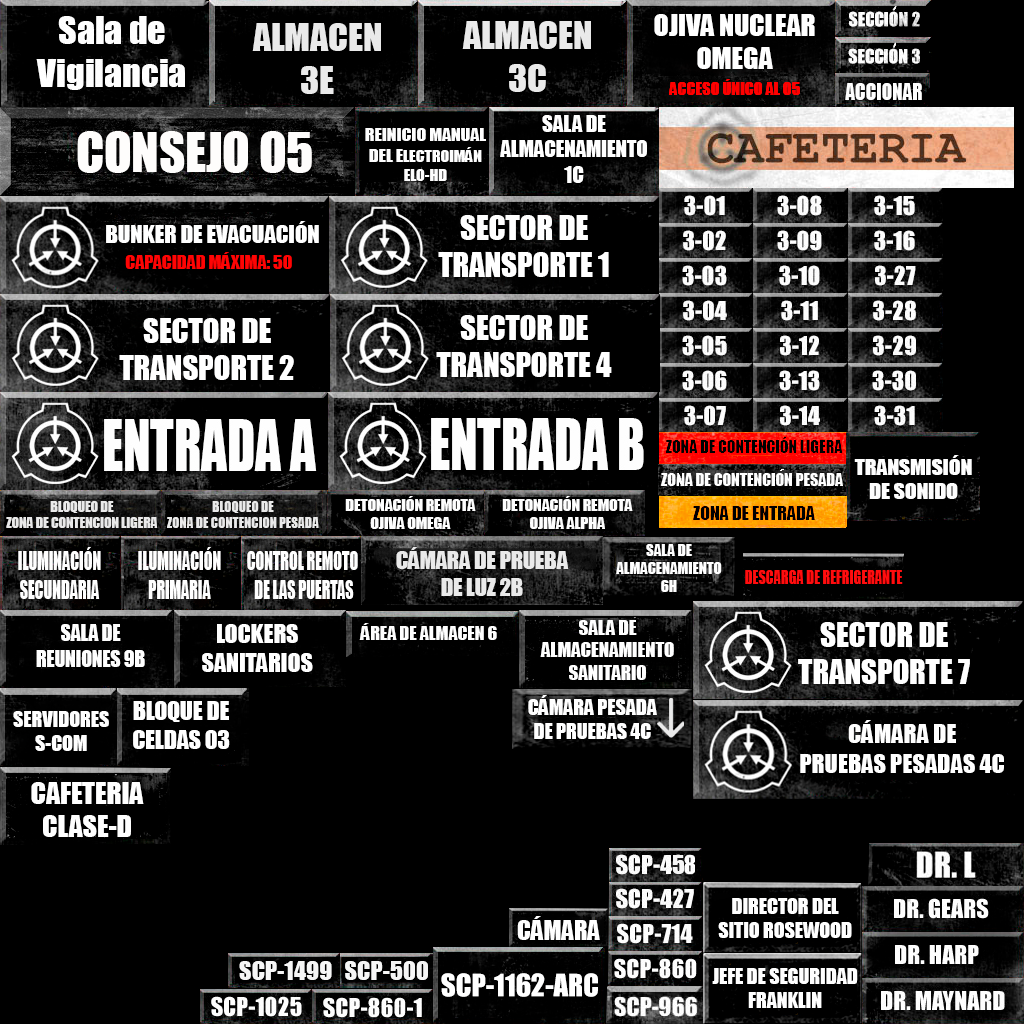 Sala de
Vigilancia
ALMACEN
3E
ALMACEN
3C
OJIVA NUCLEAR
OMEGA
ACCESO ÚNICO AL 05
SECCIÓN 2
SECCIÓN 3
ACCIONAR
CONSEJO 05
REINICIO MANUAL
DEL ELECTROIMÁN
ELO-HD
SALA DE
ALMACENAMIENTO
1C
CAFETERIA
BUNKER DE EVACUACIÓN
CAPACIDAD MÁXIMA: 50
SECTOR DE
TRANSPORTE 1
3-01
3-08
3-15
3-02
3-09
3-16
3-03
3-10
3-27
3-04
3-11
3-28
3-05
3-12
3-29
3-06
3-13
3-30
3-07
3-14
3-31
SECTOR DE
TRANSPORTE 2
SECTOR DE
TRANSPORTE 4
ENTRADA A
ENTRADA B
ZONA DE CONTENCION LIGERA
ZONA DE CONTENCIÓN PESADA
ZONA DE ENTRADA
TRANSMISIÓN
DE SONIDO
BLOQUEO DE
ZONA DE CONTENCION LIGERA
BLOQUEO DE
ZONA DE CONTENCION PESADA
DETONACIÓN REMOTA
OJIVA OMEGA
DETONACIÓN REMOTA
OJIVA ALPHA
ILUMINACIÓN
SECUNDARIA
ILUMINACIÓN
PRIMARIA
CONTROL REMOTO
DE LAS PUERTAS
CÁMARA DE PRUEBA
DE LUZ 2B
SALA DE
ALMACENAMIENTO
6H
DESCARGA DE REFRIGERANTE
SALA DE
REUNIONES 9B
LOCKERS
SANITARIOS
ÁREA DE ALMACEN 6
SALA DE
ALMACENAMIENTO
SANITARIO
SECTOR DE
TRANSPORTE 7
SERVIDORES
S-COM
BLOQUE DE
CELDAS 03
CÁMARA PESADA
DE PRUEBAS 4C
CÁMARA DE
PRUEBAS PESADAS 4C
CAFETERIA
CLASE-D
SCP-458
SCP-427
SCP-714
SCP-860
SCP-966
DR. L
DR. GEARS
DR. HARP
DR. MAYNARD
DIRECTOR DEL
SITIO ROSEWOOD
JEFE DE SEGURIDAD
FRANKLIN
CÁMARA
SCP-1162-ARC
SCP-1499
SCP-500
SCP-1025
SCP-860-1